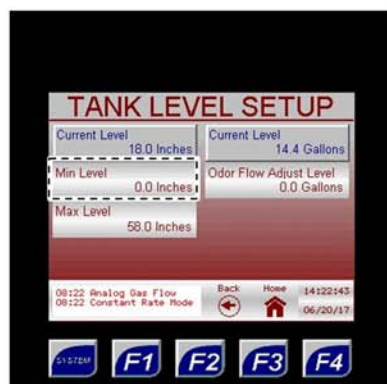 TANK LEVEL SETUP
Current Level
18.0 Inches
Current Level
14.4 Gallons
Min Level
0.0 Inches
Odor Flow Adjust Level
0.0 Gallons
Max Level
58.0 Inches
08:22 Analog Gas Flow
08:22 Constant Rate Mode
Back
Home
14:22:43
06/20/17
SYSTEM
F1
F2
F3
F4